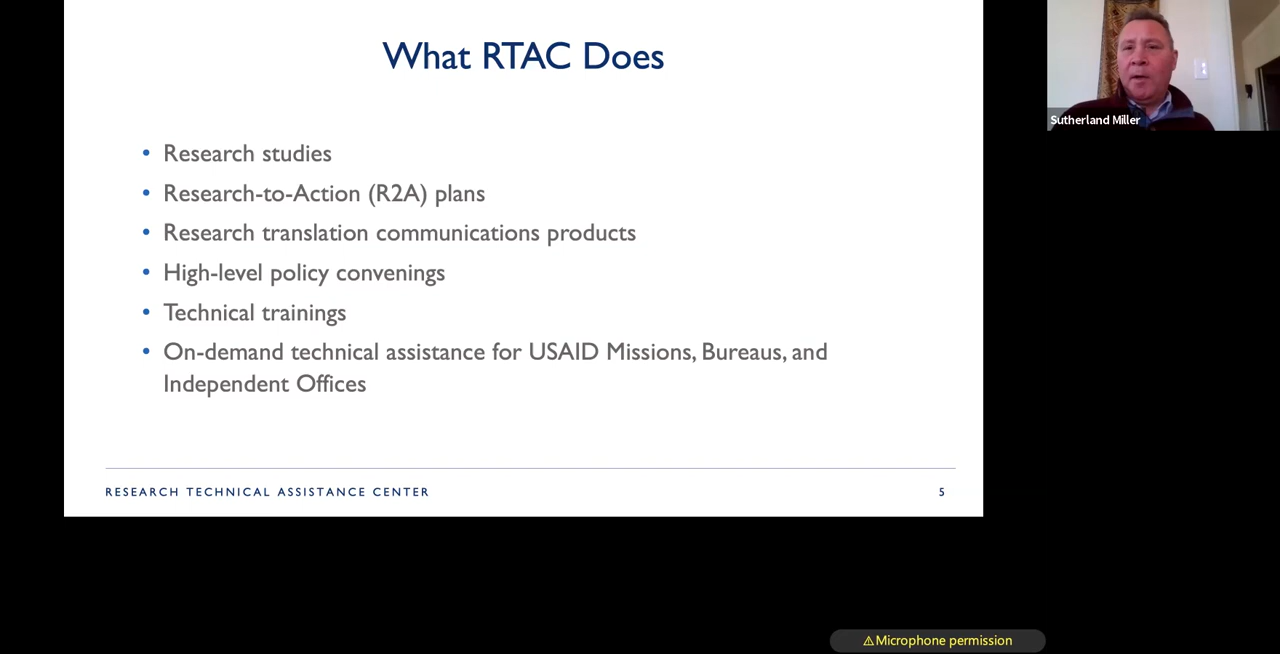 What RTAC Does
• Research studies
• Research-to-Action (R2A) plans
• Research translation communications products
• High-level policy convenings
• Technical trainings
• On-demand technical assistance for USAID Missions, Bureaus, and
Independent Offices
RESEARCH TECHNICAL ASSISTANCE CENTER
5
Sutherland Miller
⚠Microphone permission